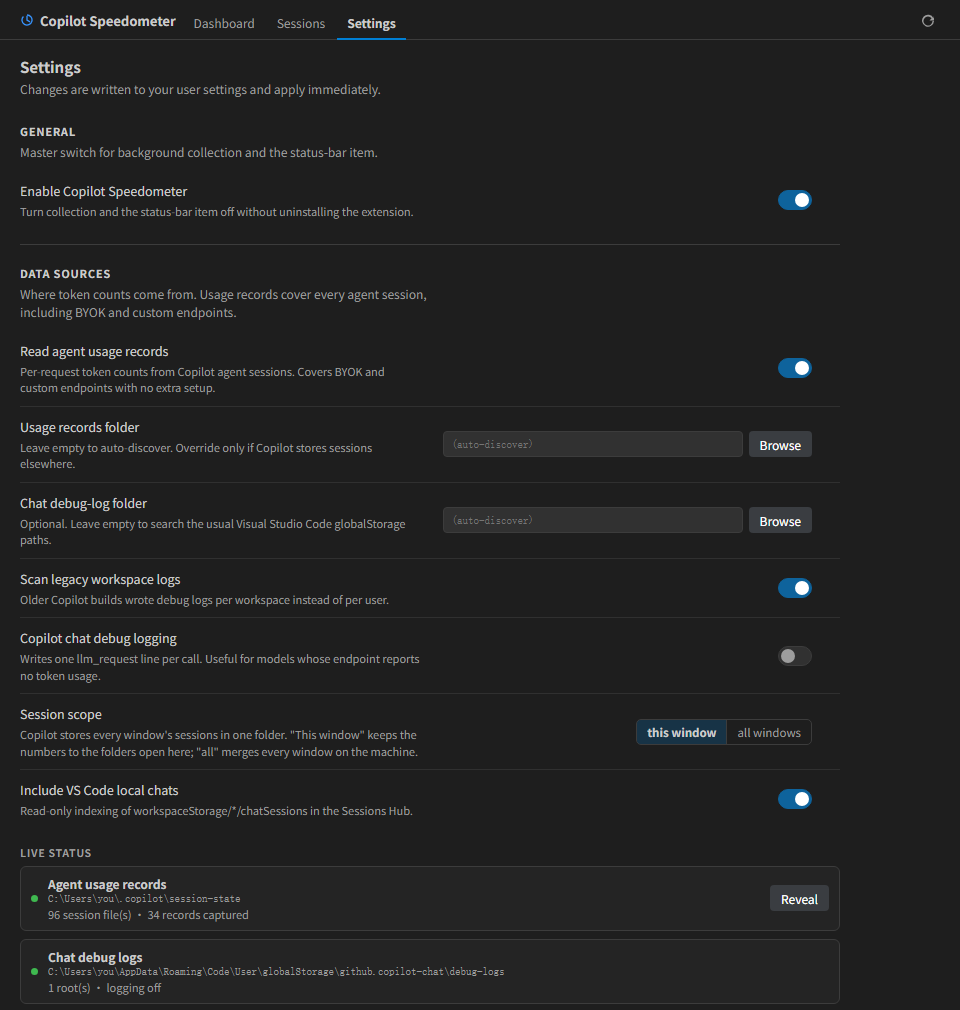 Copilot Speedometer Dashboard Sessions Settings
Settings
Changes are written to your user settings and apply immediately.
GENERAL
Master switch for background collection and the status-bar item.
Enable Copilot Speedometer
Turn collection and the status-bar item off without uninstalling the extension.
DATA SOURCES
Where token counts come from. Usage records cover every agent session,
including BYOK and custom endpoints.
Read agent usage records
Per-request token counts from Copilot agent sessions. Covers BYOK and
custom endpoints with no extra setup.
Usage records folder
Leave empty to auto-discover. Override only if Copilot stores sessions
elsewhere.
(auto-discover) Browse
Chat debug-log folder
Optional. Leave empty to search the usual Visual Studio Code globalStorage
paths.
(auto-discover) Browse
Scan legacy workspace logs
Older Copilot builds wrote debug logs per workspace instead of per user.
Copilot chat debug logging
Writes one llm_request line per call. Useful for models whose endpoint reports
no token usage.
Session scope
Copilot stores every window's sessions in one folder. "This window" keeps the
numbers to the folders open here; "all" merges every window on the machine.
this window all windows
Include VS Code local chats
Read-only indexing of workspaceStorage/*/chatSessions in the Sessions Hub.
LIVE STATUS
Agent usage records
C:\Users\you\.copilot\session-state
96 session file(s) • 34 records captured
Reveal
Chat debug logs
C:\Users\you\AppData\Roaming\Code\User\globalStorage\github.copilot-chat\debug-logs
1 root(s) • logging off